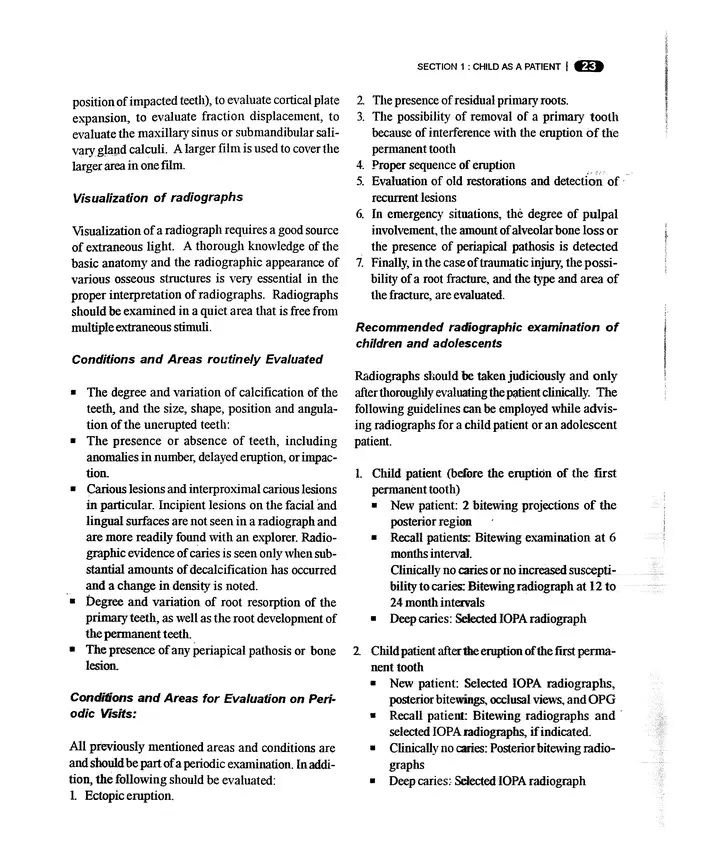 SECTION 1 : CHILD AS A PATIENT | 23
position of impacted teeth), to evaluate cortical plate
expansion, to evaluate fraction displacement, to
evaluate the maxillary sinus or submandibular sali-
vary gland calculi. A larger film is used to cover the
larger area in one film.
Visualization of radiographs
Visualization of a radiograph requires a good source
of extraneous light. A thorough knowledge of the
basic anatomy and the radiographic appearance of
various osseous structures is very essential in the
proper interpretation of radiographs. Radiographs
should be examined in a quiet area that is free from
multiple extraneous stimuli.
Conditions and Areas routinely Evaluated
▪ The degree and variation of calcification of the
teeth, and the size, shape, position and angula-
tion of the unerupted teeth:
▪ The presence or absence of teeth, including
anomalies in number, delayed eruption, or impac-
tion.
▪ Carious lesions and interproximal carious lesions
in particular. Incipient lesions on the facial and
lingual surfaces are not seen in a radiograph and
are more readily found with an explorer. Radio-
graphic evidence of caries is seen only when sub-
stantial amounts of decalcification has occurred
and a change in density is noted.
▪ Degree and variation of root resorption of the
primary teeth, as well as the root development of
the permanent teeth.
▪ The presence of any periapical pathosis or bone
lesion.
Conditions and Areas for Evaluation on Peri-
odic Visits:
All previously mentioned areas and conditions are
and should be part of a periodic examination. In addi-
tion, the following should be evaluated:
1. Ectopic eruption.
2. The presence of residual primary roots.
3. The possibility of removal of a primary tooth
because of interference with the eruption of the
permanent tooth
4. Proper sequence of eruption
5. Evaluation of old restorations and detection of
recurrent lesions
6. In emergency situations, the degree of pulpal
involvement, the amount of alveolar bone loss or
the presence of periapical pathosis is detected
7. Finally, in the case of traumatic injury, the possi-
bility of a root fracture, and the type and area of
the fracture, are evaluated.
Recommended radiographic examination of
children and adolescents
Radiographs should be taken judiciously and only
after thoroughly evaluating the patient clinically. The
following guidelines can be employed while advis-
ing radiographs for a child patient or an adolescent
patient.
1. Child patient (before the eruption of the first
permanent tooth)
▪ New patient: 2 bitewing projections of the
posterior region
▪ Recall patients: Bitewing examination at 6
months interval.
Clinically no caries or no increased suscepti-
bility to caries: Bitewing radiograph at 12 to
24 month intervals
▪ Deep caries: Selected IOPA radiograph
2. Child patient after the eruption of the first perma-
nent tooth
▪ New patient: Selected IOPA radiographs,
posterior bitewings, occlusal views, and OPG
▪ Recall patient: Bitewing radiographs and
selected IOPA radiographs, if indicated.
▪ Clinically no caries: Posterior bitewing radio-
graphs
▪ Deep caries: Selected IOPA radiograph